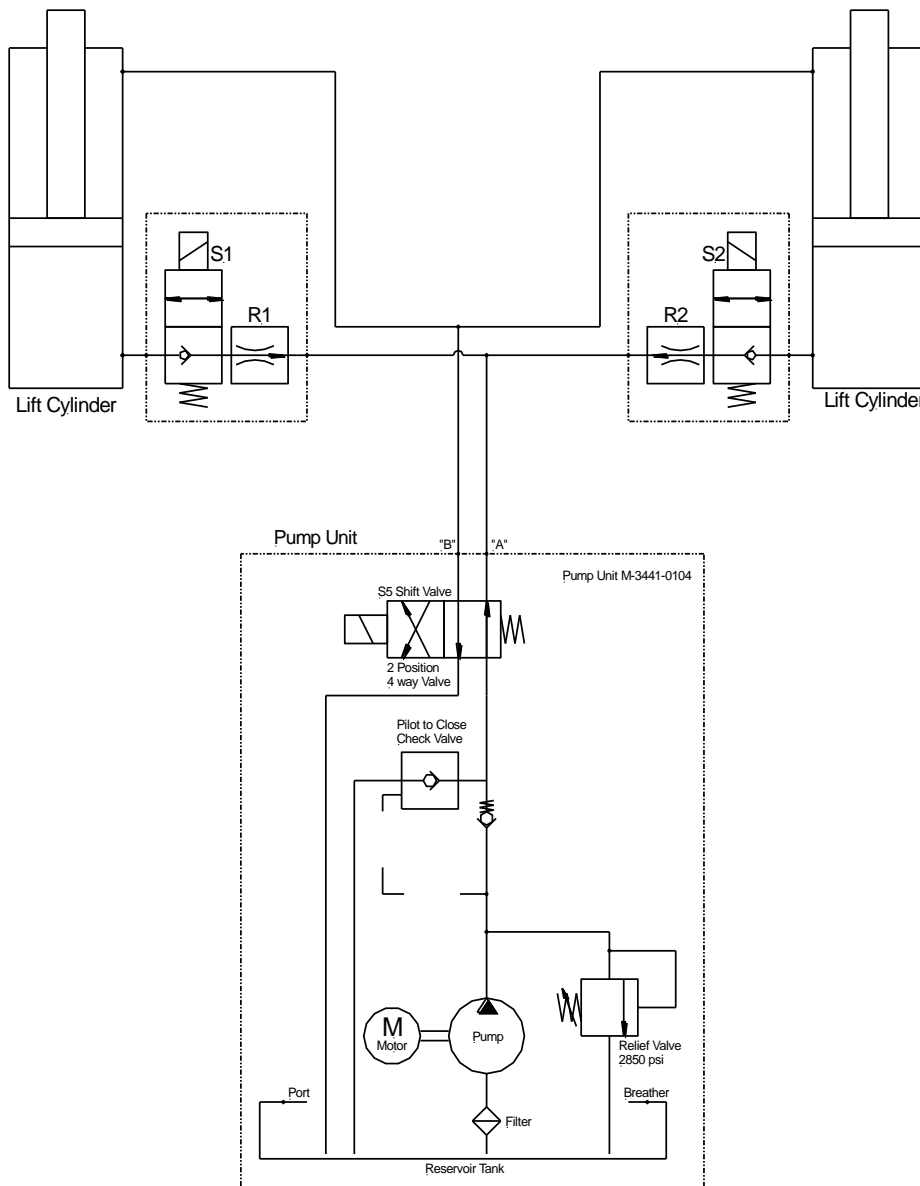 S1
S2
R1
R2
Lift Cylinder
Lift Cylinder
Pump Unit
"B"
"A"
Pump Unit M-3441-0104
S5 Shift Valve
2 Position
4 way Valve
Pilot to Close
Check Valve
M
Motor
Pump
Relief Valve
2850 psi
Port
Breather
Filter
Reservoir Tank